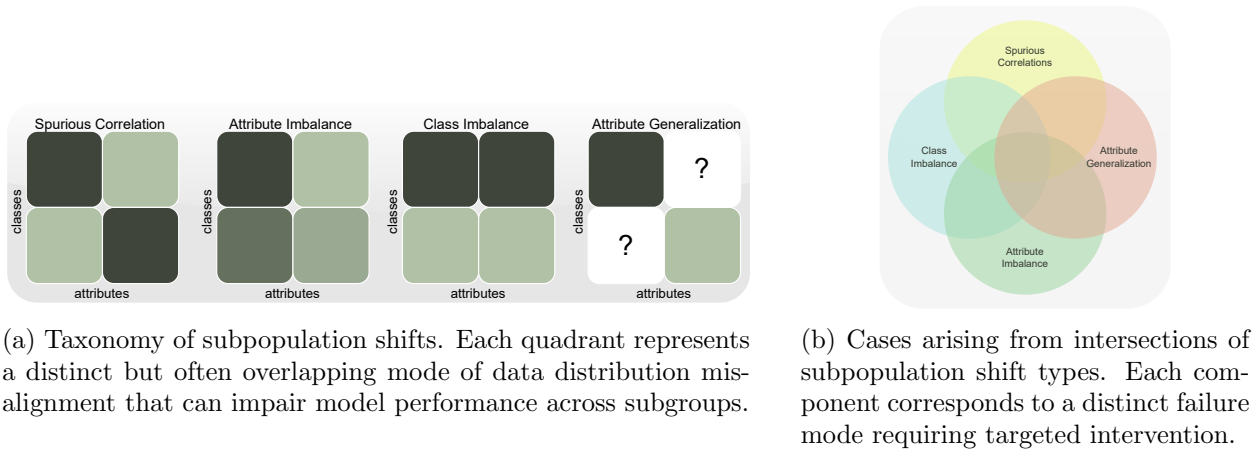 Spurious Correlation
Attribute Imbalance
Class Imbalance
Attribute Generalization
classes
classes
classes
classes
?
?
attributes
attributes
attributes
attributes
(a) Taxonomy of subpopulation shifts. Each quadrant represents
a distinct but often overlapping mode of data distribution mis-
alignment that can impair model performance across subgroups.
Spurious
Correlations
Class
Imbalance
Attribute
Generalization
Attribute
Imbalance
(b) Cases arising from intersections of
subpopulation shift types. Each com-
ponent corresponds to a distinct failure
mode requiring targeted intervention.